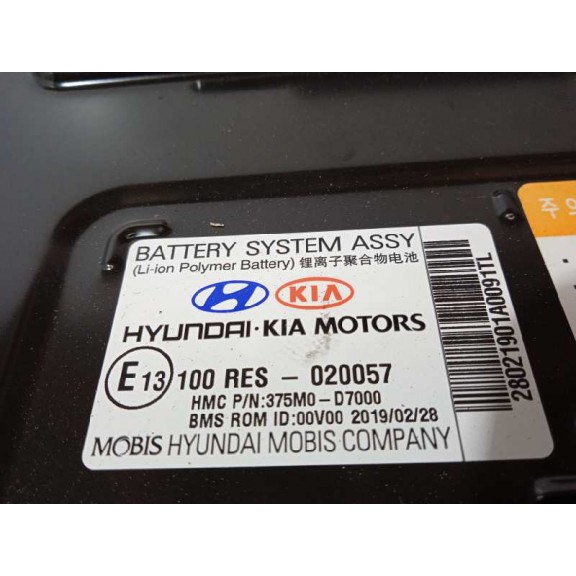 BATTERY SYSTEM ASSY
(Li-ion Polymer Battery) 锂离子聚合物电池
KIA
HYUNDAI·KIA MOTORS
E13 100 RES - 020057
HMC P/N:375M0-D7000
BMS ROM ID:00V00 2019/02/28
MOBIS HYUNDAI MOBIS COMPANY
28021901A0091TL
주의